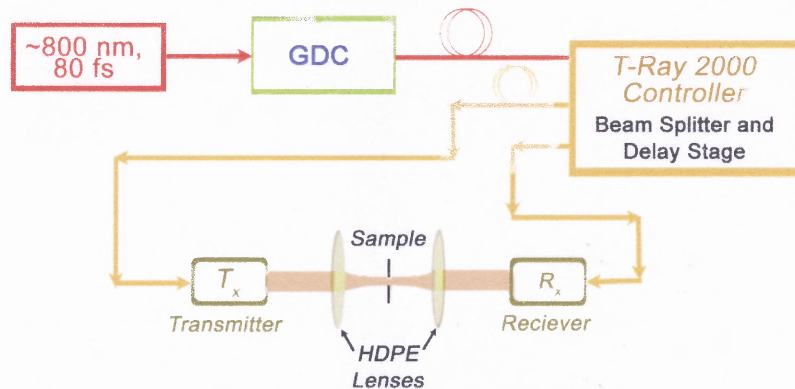 ~800 nm,
80 fs
GDC
T-Ray 2000
Controller
Beam Splitter and
Delay Stage
Sample
Tx
Rx
Transmitter
Reciever
HDPE
Lenses